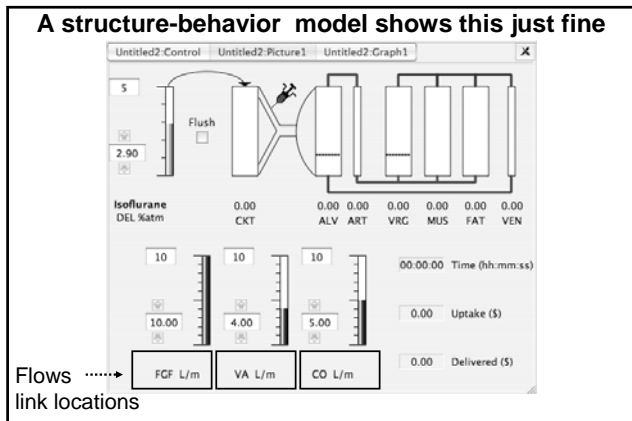 A structure-behavior model shows this just fine
Untitled2:Control Untitled2:Picture1 Untitled2:Graph1 X
5
Flush
2.90
Isoflurane
DEL %atm
0.00 0.00 0.00 0.00 0.00 0.00 0.00
CKT ALV ART VRG MUS FAT VEN
10 10 10
00:00:00 Time (hh:mm:ss)
10.00 4.00 5.00
0.00 Uptake ($)
0.00 Delivered ($)
FGF L/m VA L/m CO L/m
Flows
link locations